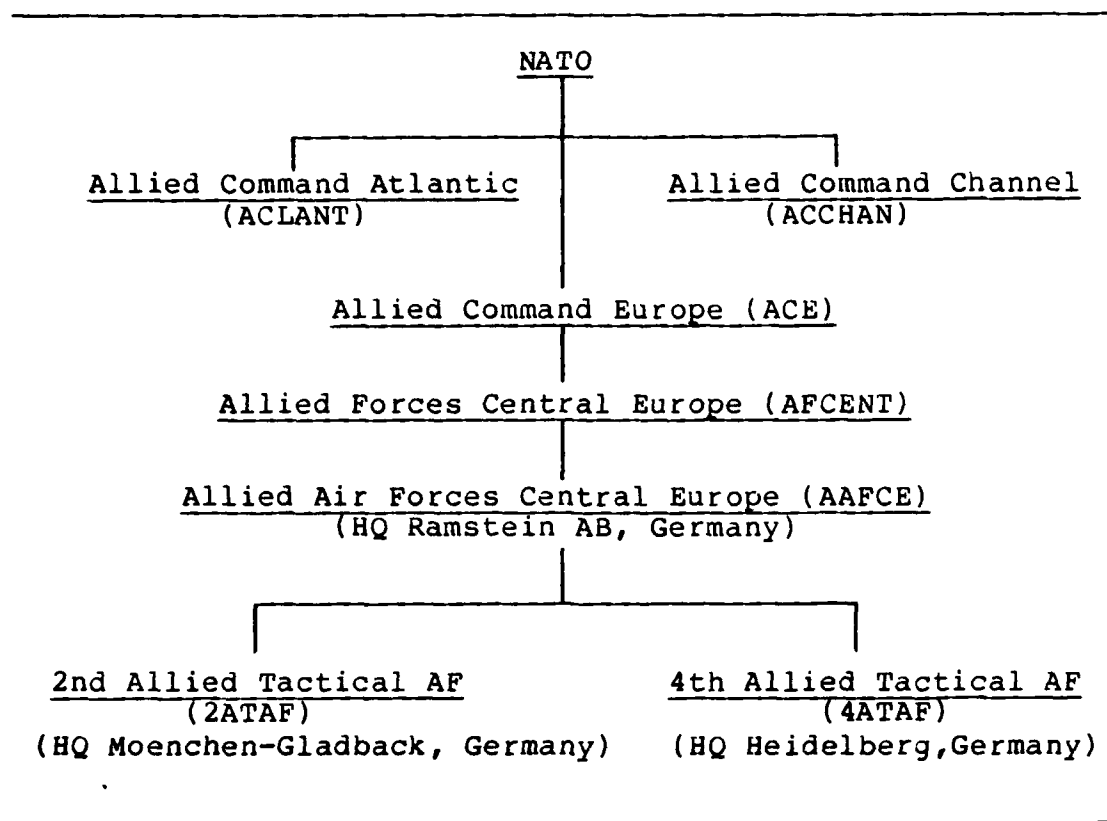 NATO
Allied Command Atlantic
(ACLANT)
Allied Command Channel
(ACCHAN)
Allied Command Europe (ACE)
Allied Forces Central Europe (AFCENT)
Allied Air Forces Central Europe (AAFCE)
(HQ Ramstein AB, Germany)
2nd Allied Tactical AF
(2ATAF)
(HQ Moenchen-Gladback, Germany)
4th Allied Tactical AF
(4ATAF)
(HQ Heidelberg,Germany)